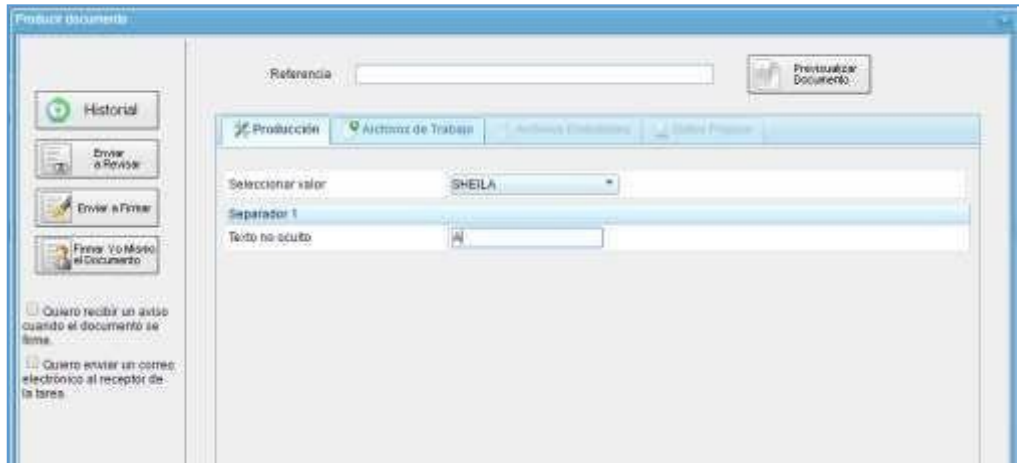 Producir documento
Referencia
Previsualizar
Documento
Historial
Enviar
a Revisar
Enviar a Firmar
Firmar Yo Mismo
el Documento
Quiero recibir un aviso
cuando el documento se
firme.
Quiero enviar un correo
electrónico al receptor de
la tarea.
Producción
Archivos de Trabajo
Seleccionar valor
SHEILA
Separador 1
Texto no oculto